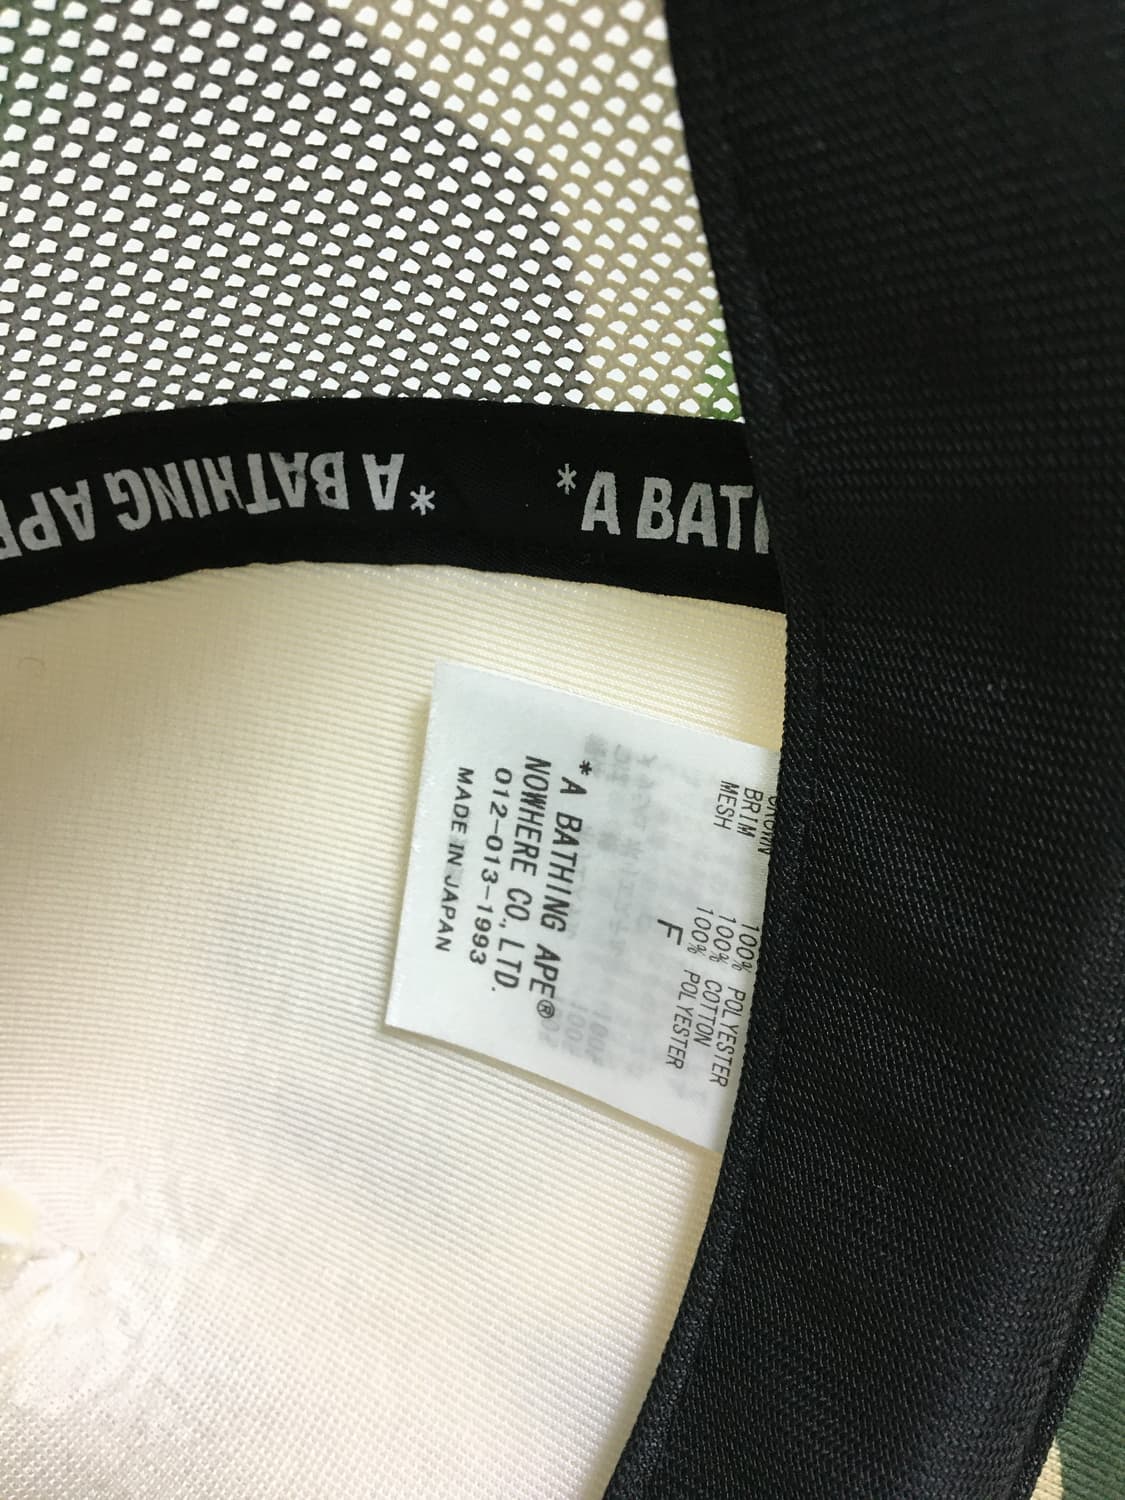 *A BATHING APE
*A BATH
CROWN 100% POLYESTER
BRIM 100% COTTON
MESH 100% POLYESTER
F
* A BATHING APE®
NOWHERE CO., LTD.
012-013-1993
MADE IN JAPAN